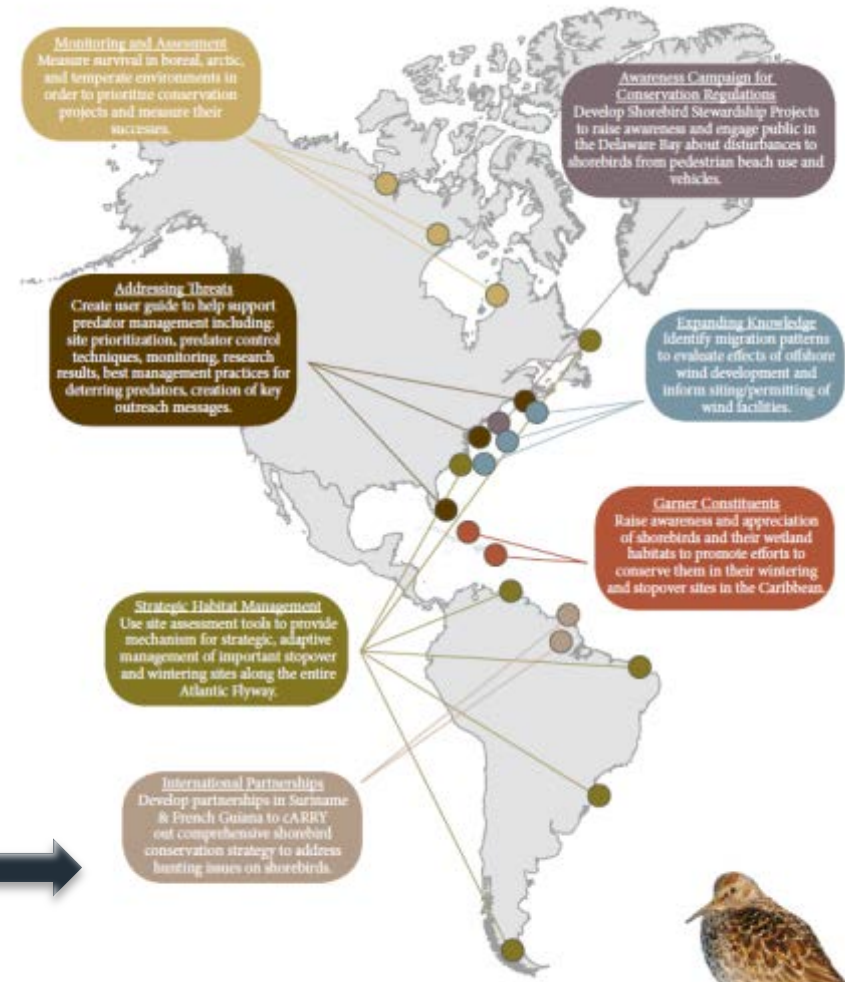 Monitoring and Assessment
Measure survival in boreal, arctic,
and temperate environments in
order to prioritize conservation
projects and measure their
successes.
Awareness Campaign for
Conservation Regulations
Develop Shorebird Stewardship Projects
to raise awareness and engage public in
the Delaware Bay about disturbances to
shorebirds from pedestrian beach use and
vehicles.
Addressing Threats
Create user guide to help support
predator management including:
site prioritization, predator control
techniques, monitoring, research
results, best management practices for
deterring predators, creation of key
outreach messages.
Expanding Knowledge
Identify migration patterns
to evaluate effects of offshore
wind development and
inform siting/permitting of
wind facilities.
Garner Constituents
Raise awareness and appreciation
of shorebirds and their wetland
habitats to promote efforts to
conserve them in their wintering
and stopover sites in the Caribbean.
Strategic Habitat Management
Use site assessment tools to provide
mechanism for strategic, adaptive
management of important stopover
and wintering sites along the entire
Atlantic Flyway.
International Partnerships
Develop partnerships in Suriname
& French Guiana to cARRY
out comprehensive shorebird
conservation strategy to address
hunting issues on shorebirds.